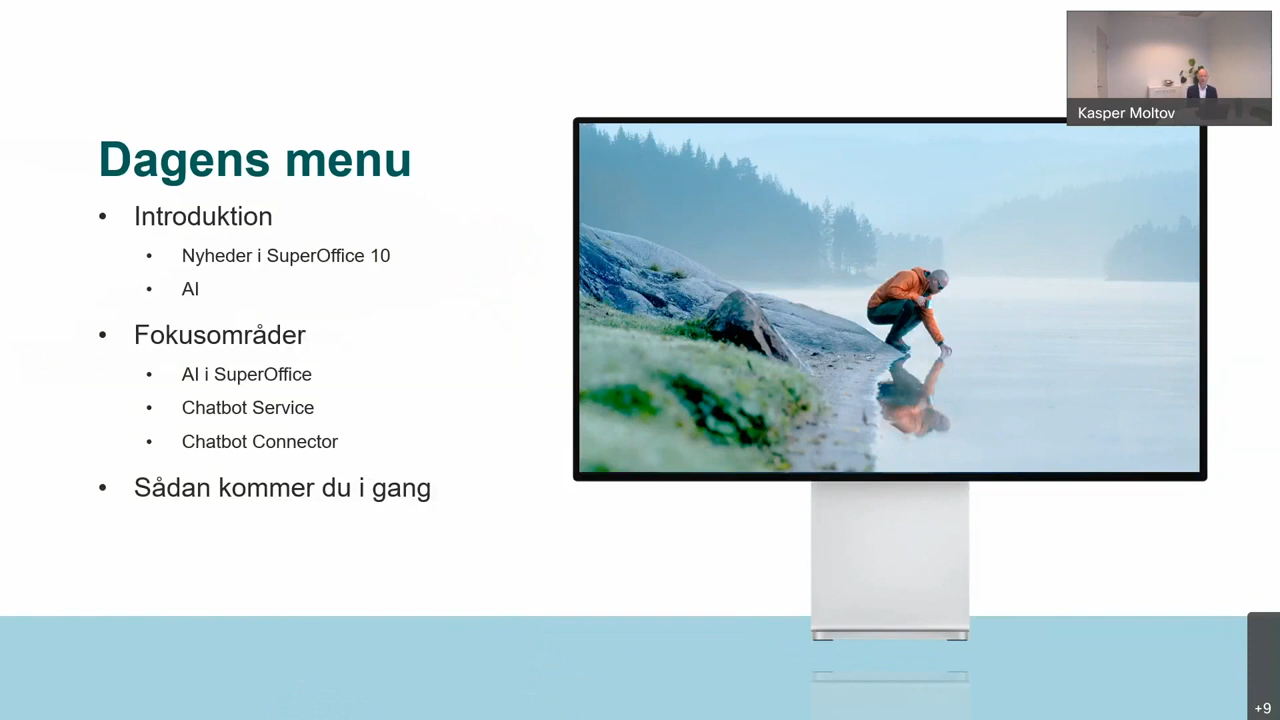 Dagens menu
• Introduktion
• Nyheder i SuperOffice 10
• AI
• Fokusområder
• AI i SuperOffice
• Chatbot Service
• Chatbot Connector
• Sådan kommer du i gang
Kasper Moltov
+9